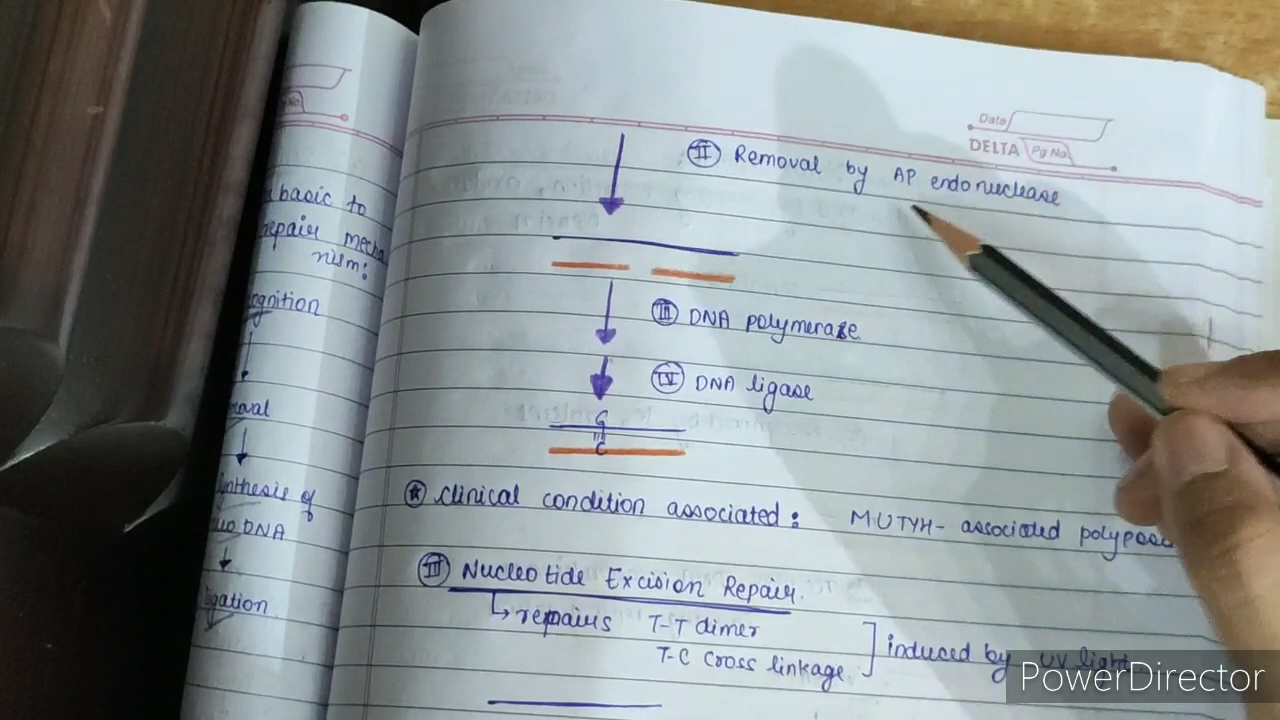 basic to
repair mecha
nism:
ognition
oval
ynthesis of
DNA
igation
Date
DELTA Pg No.
II Removal by AP endonuclease
III DNA polymerase
IV DNA ligase
G
C
* Clinical condition associated: MUTYH- associated polypos
III Nucleotide Excision Repair.
repairs T-T dimer
T-C cross linkage
induced by UV light
PowerDirector